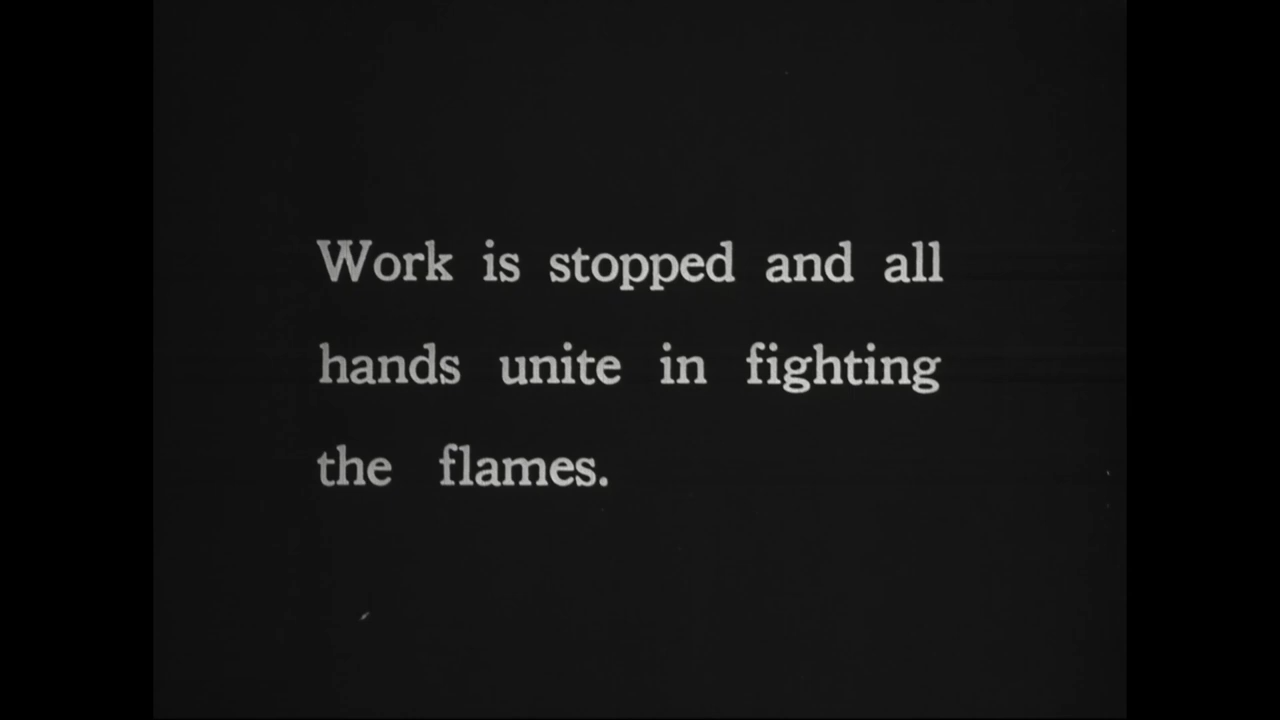 Work is stopped and all
hands unite in fighting
the flames.